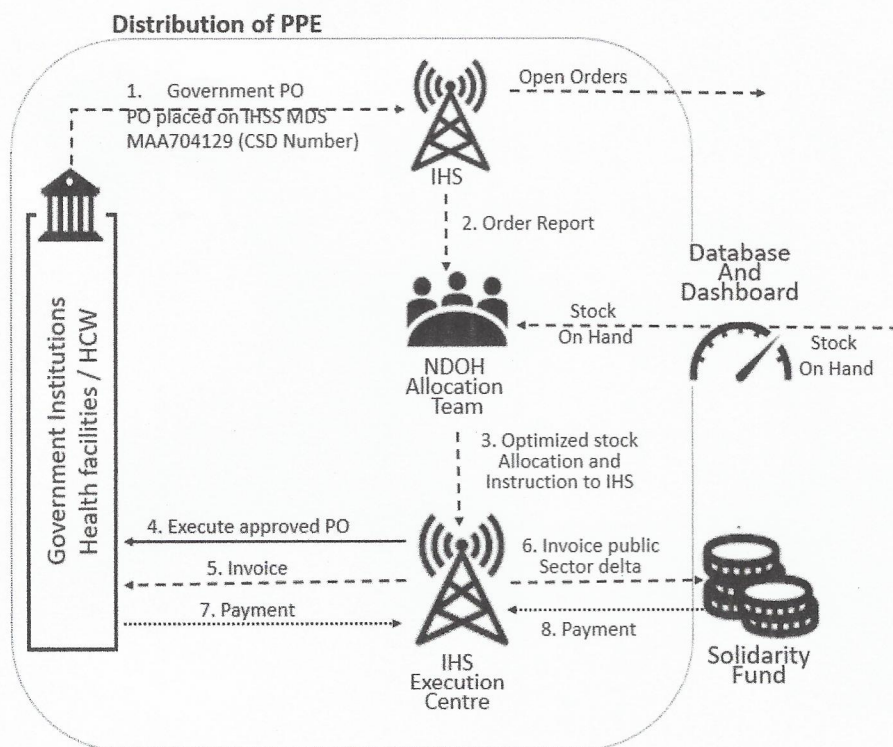 Distribution of PPE
1. Government PO
PO placed on IHSS MDS
MAA704129 (CSD Number)
IHS
Open Orders
2. Order Report
Database
And
Dashboard
Stock
On Hand
Stock
On Hand
NDOH
Allocation
Team
Government Institutions
Health facilities / HCW
3. Optimized stock
Allocation and
Instruction to IHS
4. Execute approved PO
5. Invoice
6. Invoice public
Sector delta
7. Payment
8. Payment
IHS
Execution
Centre
Solidarity
Fund